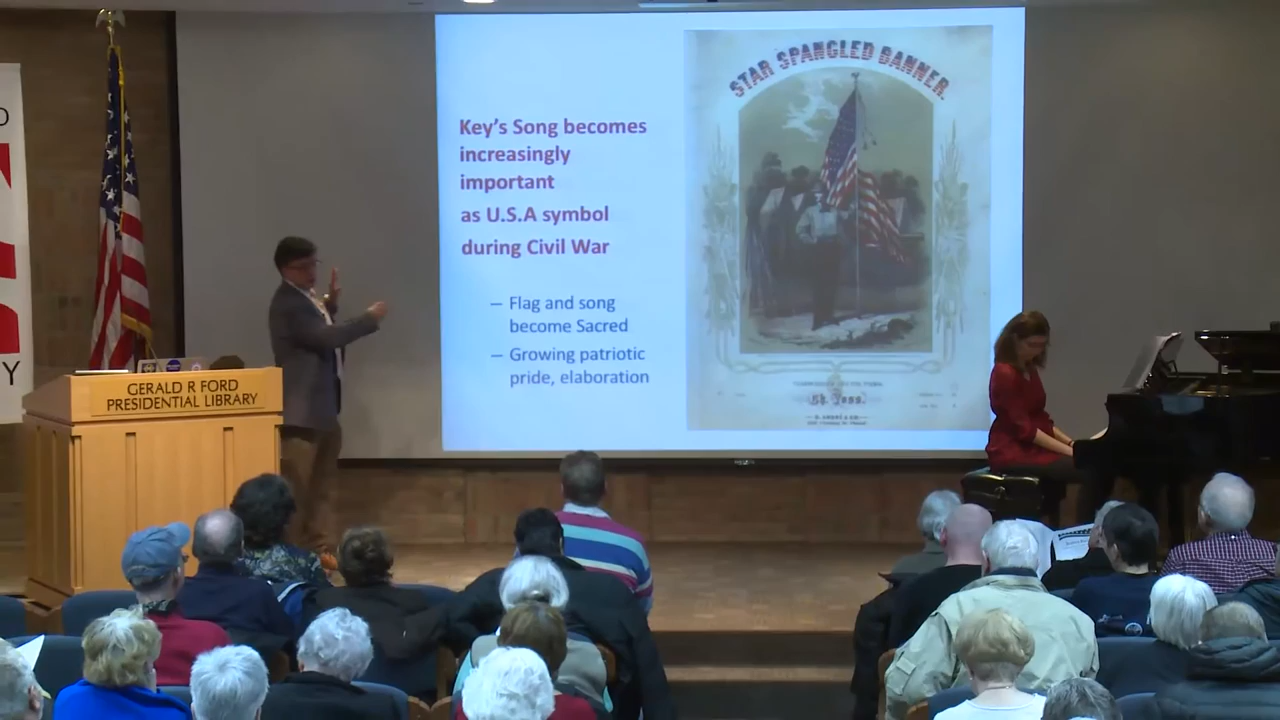 GERALD R FORD
PRESIDENTIAL LIBRARY
Key's Song becomes
increasingly
important
as U.S.A symbol
during Civil War
– Flag and song
become Sacred
– Growing patriotic
pride, elaboration
STAR SPANGLED BANNER.